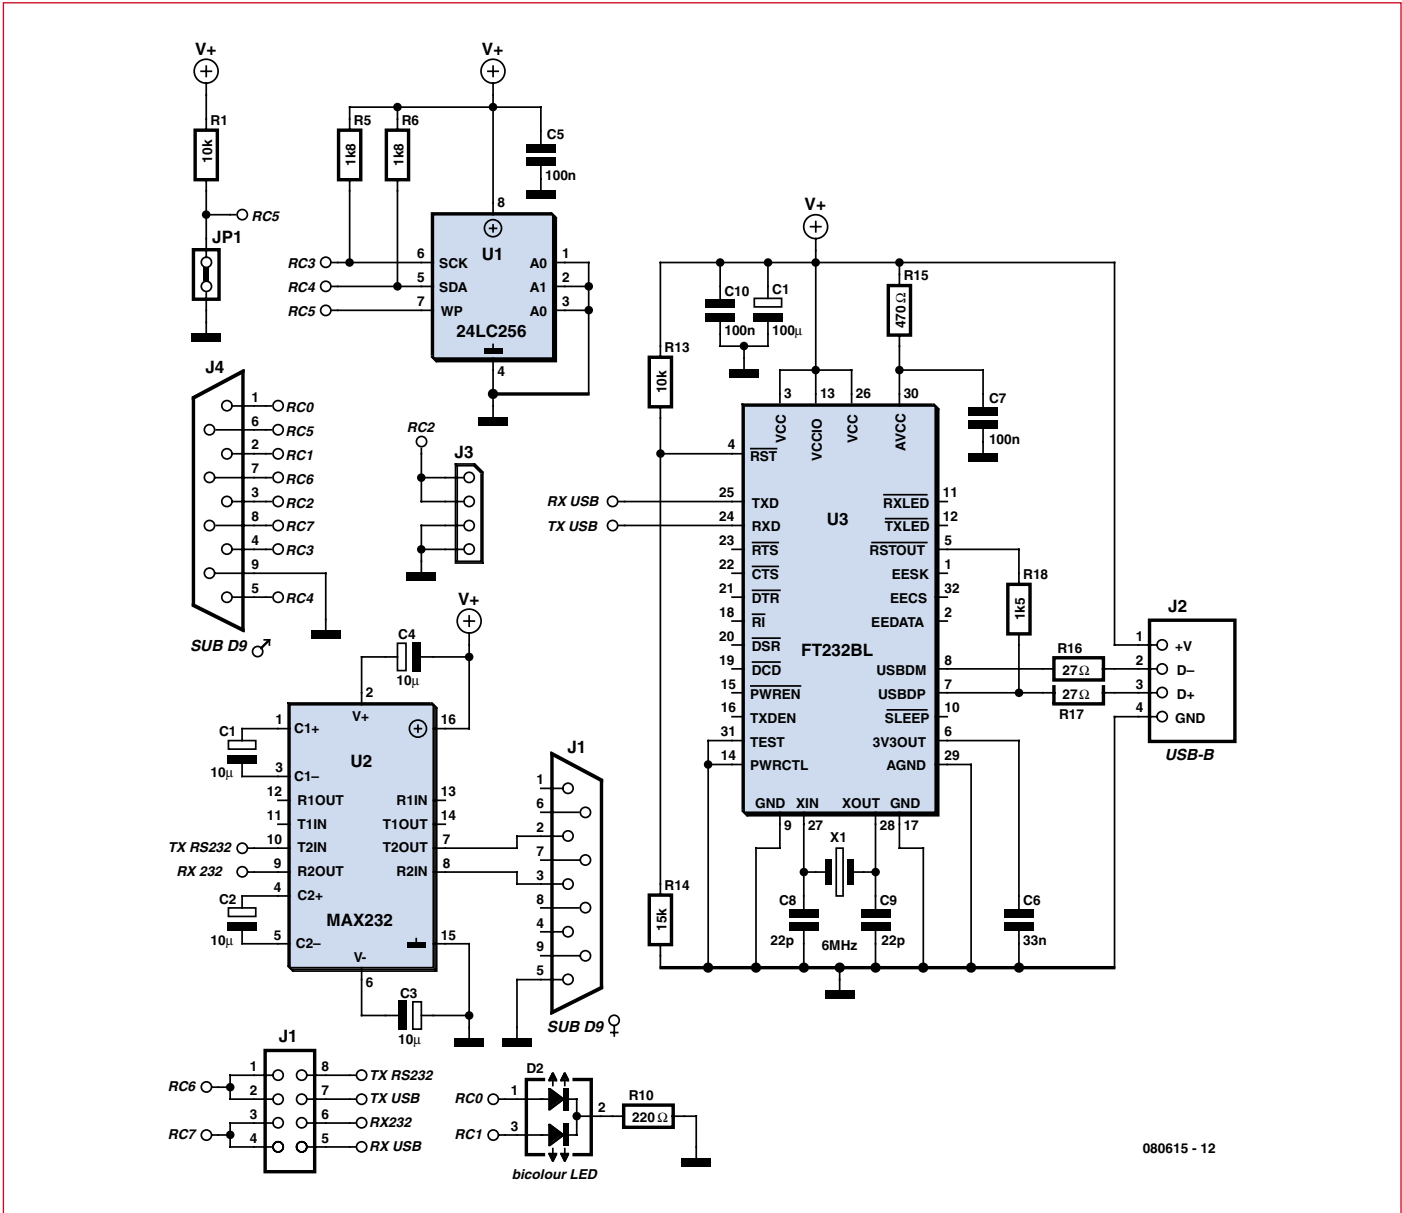 V+
R1
10k
RC5
JP1
V+
R5
1k8
R6
1k8
C5
100n
8
U1
RC3
6
SCK
A0
1
RC4
5
SDA
A1
2
RC5
7
WP
A0
3
24LC256
4
J4
1
RC0
6
RC5
2
RC1
7
RC6
3
RC2
8
RC7
4
RC3
9
5
RC4
SUB D9
RC2
J3
V+
C4
10μ
2
V+
16
1
C1+
C1
10μ
U2
3
C1–
12
R1OUT
R1IN
13
11
T1IN
T1OUT
14
TX RS232
10
T2IN
T2OUT
7
RX 232
9
R2OUT
R2IN
8
4
C2+
C2
10μ
MAX232
5
C2–
15
V-
6
C3
10μ
J1
1
6
2
7
3
8
4
9
5
SUB D9
V+
C10
100n
C1
100μ
R15
470Ω
R13
10k
3
13
26
30
C7
100n
VCC
VCCIO
VCC
AVCC
4
RST
RX USB
25
TXD
RXLED
11
TX USB
24
RXD
U3
TXLED
12
23
RTS
RSTOUT
5
22
CTS
EESK
1
R18
1k5
21
DTR
EECS
32
18
RI
EEDATA
2
20
DSR
FT232BL
19
DCD
USBDM
8
15
PWREN
USBDP
7
16
TXDEN
SLEEP
10
31
TEST
3V3OUT
6
14
PWRCTL
AGND
29
GND
XIN
XOUT
GND
9
27
28
17
X1
R14
15k
C8
22p
6MHz
C9
22p
C6
33n
R16
27Ω
27Ω
R17
J2
1
+V
2
D–
3
D+
4
GND
USB-B
J1
RC6
1
8
TX RS232
2
7
TX USB
RC7
3
6
RX232
4
5
RX USB
D2
RC0
1
RC1
3
2
R10
220Ω
bicolour LED
080615 - 12